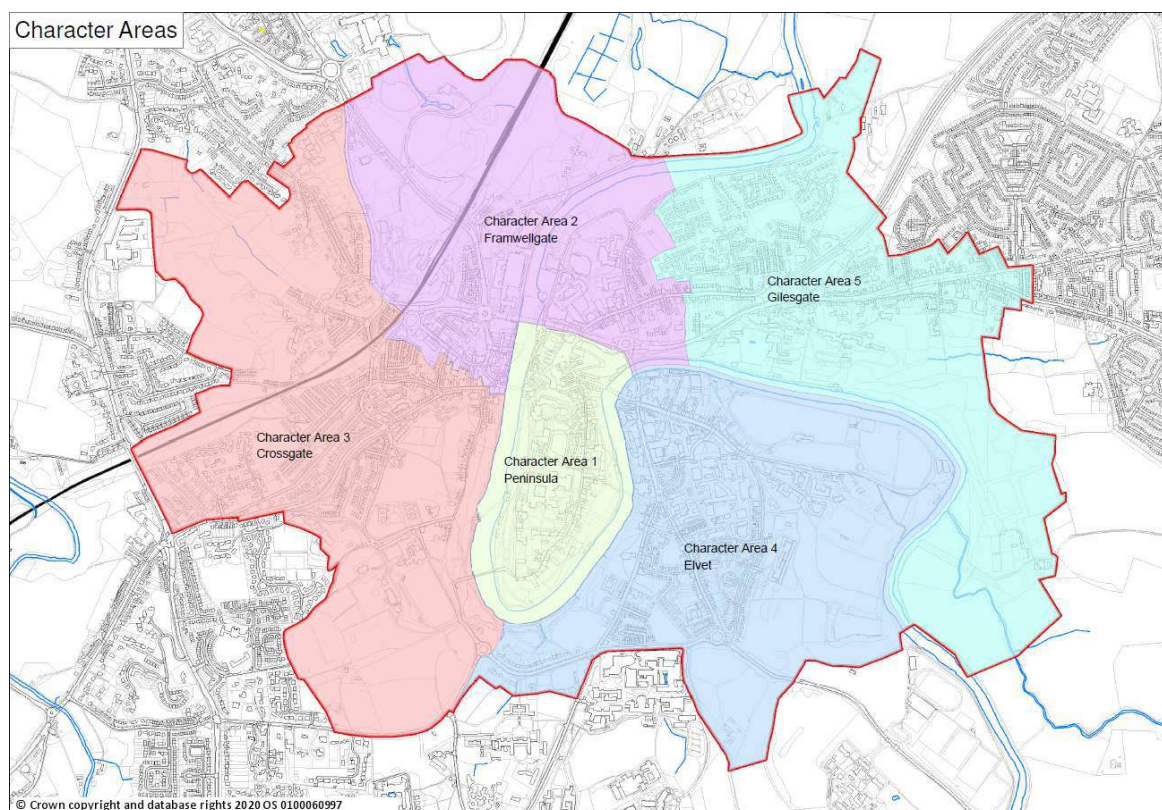 Character Areas
Character Area 2
Framwellgate
Character Area 5
Gilesgate
Character Area 3
Crossgate
Character Area 1
Peninsula
Character Area 4
Elvet
© Crown copyright and database rights 2020 OS 0100060997